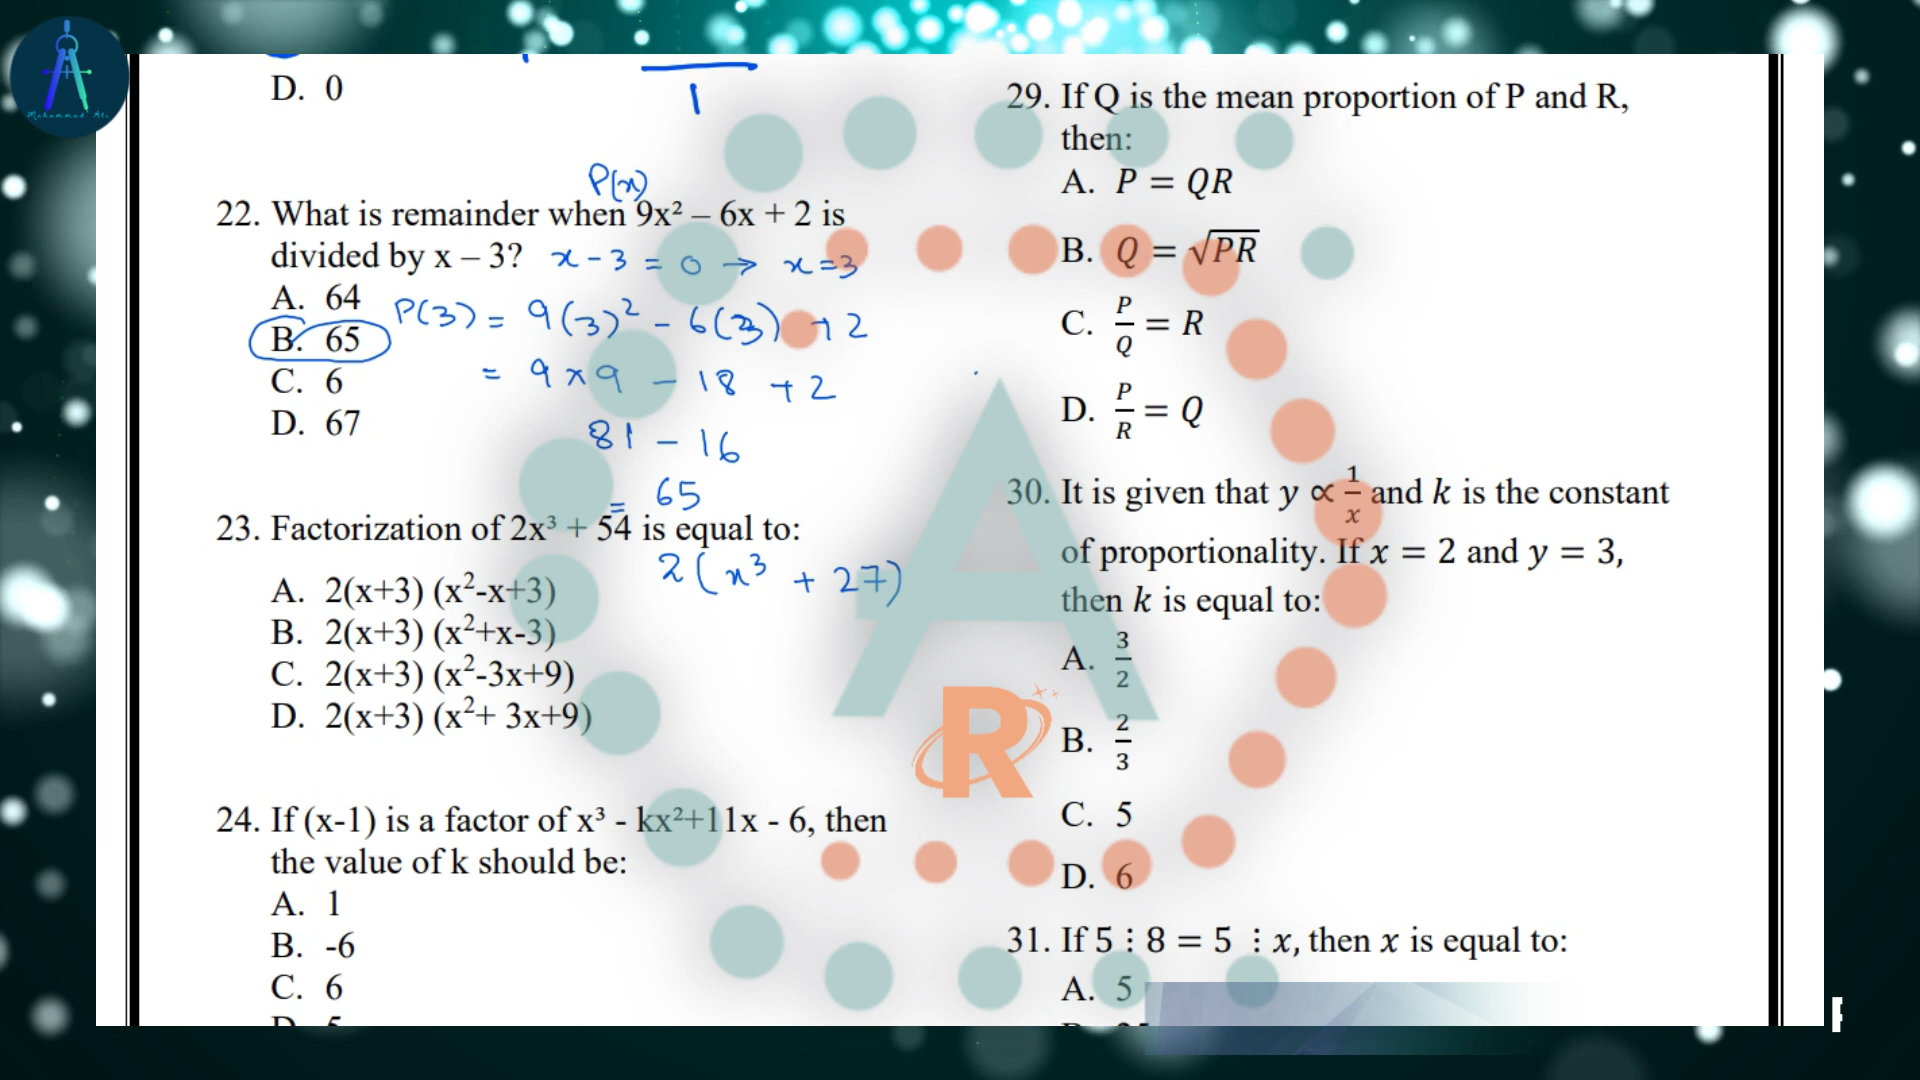 Muhammad Ali
D. 0
1
P(x)
22. What is remainder when 9x² – 6x + 2 is
divided by x – 3? x - 3 = 0 → x = 3
A. 64
P(3) = 9(3)² - 6(3) + 2
B. 65
= 9 × 9 - 18 + 2
C. 6
D. 67
81 - 16
= 65
23. Factorization of 2x³ + 54 is equal to:
2(x³ + 27)
A. 2(x+3) (x²-x+3)
B. 2(x+3) (x²+x-3)
C. 2(x+3) (x²-3x+9)
D. 2(x+3) (x²+ 3x+9)
24. If (x-1) is a factor of x³ - kx²+11x - 6, then
the value of k should be:
A. 1
B. -6
C. 6
29. If Q is the mean proportion of P and R,
then:
A. P = QR
B. Q = √PR
C. P/Q = R
D. P/R = Q
30. It is given that y ∝ 1/x and k is the constant
of proportionality. If x = 2 and y = 3,
then k is equal to:
A. 3/2
B. 2/3
C. 5
D. 6
31. If 5 ⋮ 8 = 5 ⋮ x, then x is equal to:
A. 5
A
R